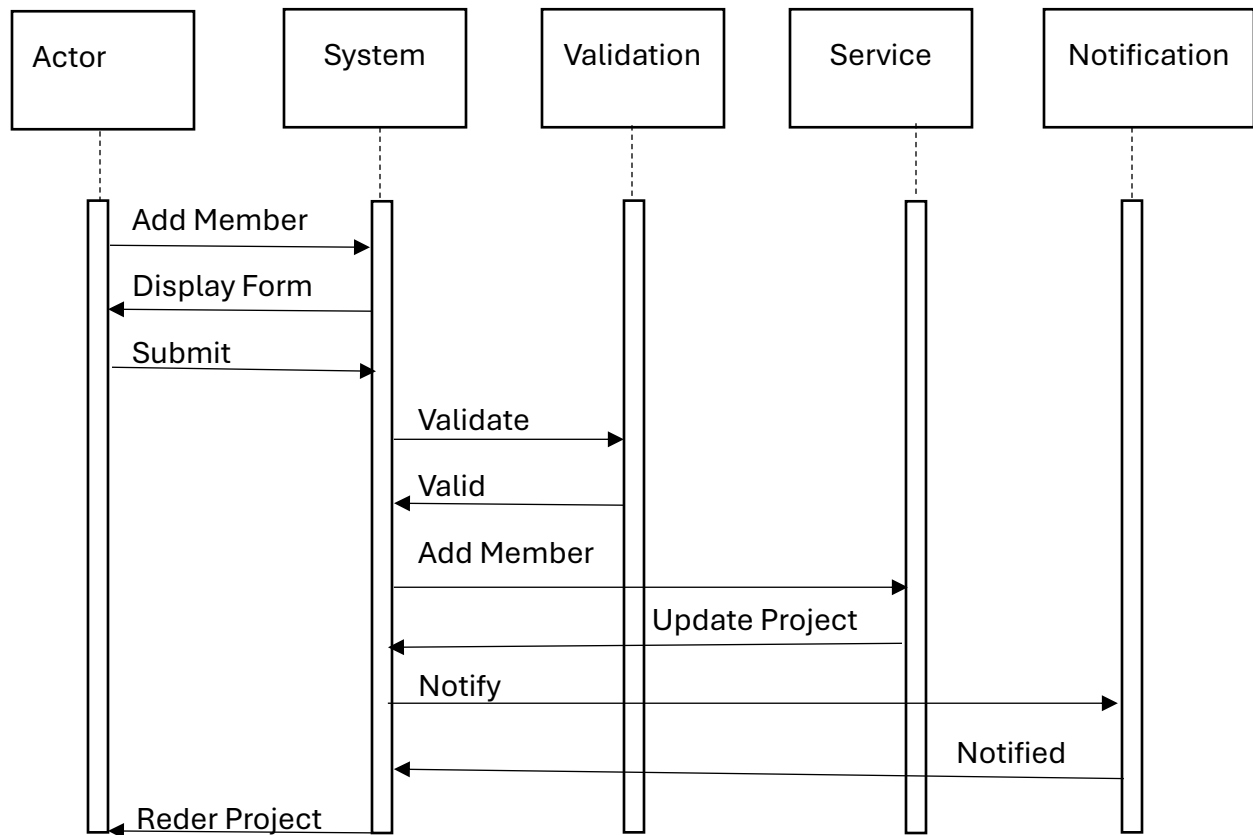 Actor
System
Validation
Service
Notification
Add Member
Display Form
Submit
Validate
Valid
Add Member
Update Project
Notify
Notified
Reder Project